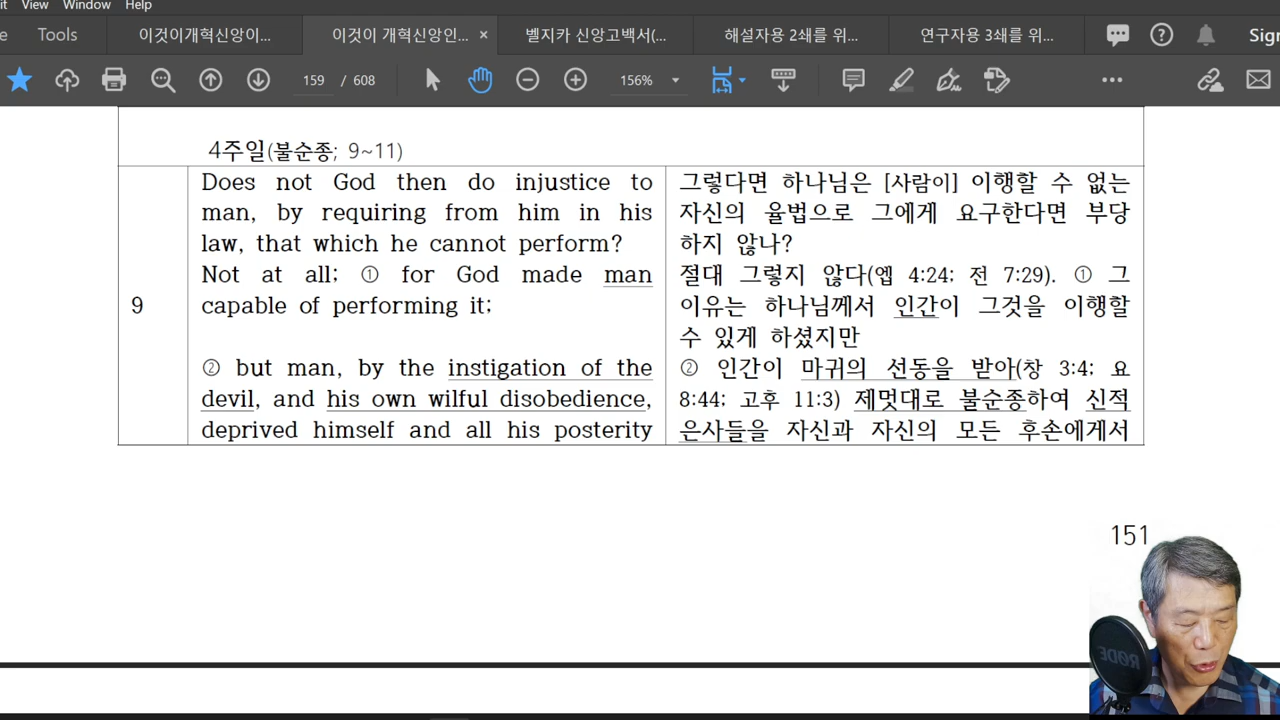 it View Window Help
e Tools 이것이개혁신앙이... 이것이 개혁신앙인... × 벨지카 신앙고백서(... 해설자용 2쇄를 위... 연구자용 3쇄를 위... Sign
159 / 608 156%
4주일(불순종; 9~11)
9
Does not God then do injustice to
man, by requiring from him in his
law, that which he cannot perform?
Not at all; ① for God made man
capable of performing it;
② but man, by the instigation of the
devil, and his own wilful disobedience,
deprived himself and all his posterity
그렇다면 하나님은 [사람이] 이행할 수 없는
자신의 율법으로 그에게 요구한다면 부당
하지 않나?
절대 그렇지 않다(엡 4:24; 전 7:29). ① 그
이유는 하나님께서 인간이 그것을 이행할
수 있게 하셨지만
② 인간이 마귀의 선동을 받아(창 3:4; 요
8:44; 고후 11:3) 제멋대로 불순종하여 신적
은사들을 자신과 자신의 모든 후손에게서
151
RØDE